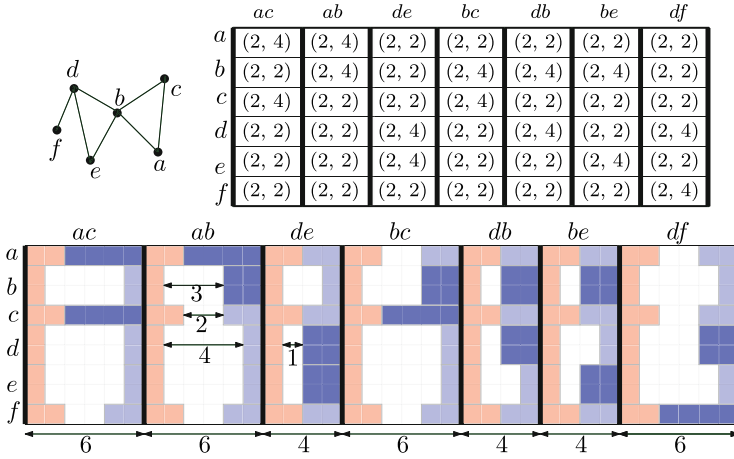 ac ab de bc db be df
a (2, 4) (2, 4) (2, 2) (2, 2) (2, 2) (2, 2) (2, 2)
b (2, 2) (2, 4) (2, 2) (2, 4) (2, 4) (2, 4) (2, 2)
c (2, 4) (2, 2) (2, 2) (2, 4) (2, 2) (2, 2) (2, 2)
d (2, 2) (2, 2) (2, 4) (2, 2) (2, 4) (2, 2) (2, 4)
e (2, 2) (2, 2) (2, 4) (2, 2) (2, 2) (2, 4) (2, 2)
f (2, 2) (2, 2) (2, 2) (2, 2) (2, 2) (2, 2) (2, 4)
d
b
c
f
e
a
ac ab de bc db be df
a
b
3
c
2
d
4 1
e
f
6 6 4 6 4 4 6